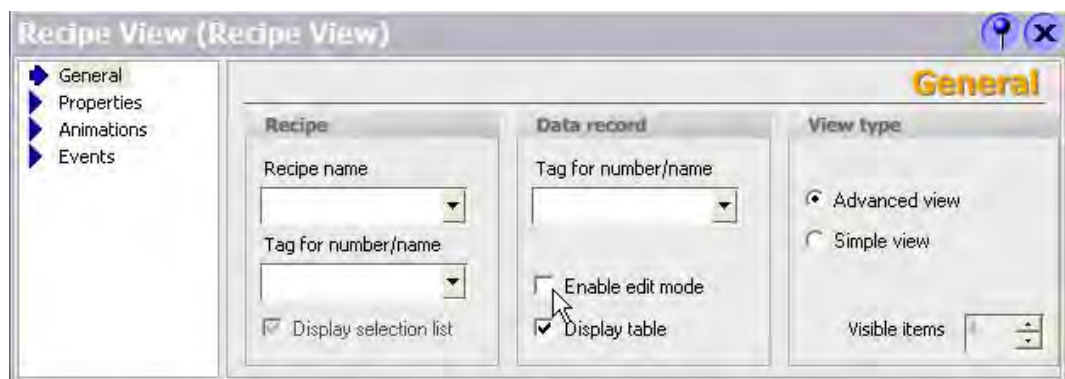 Recipe View (Recipe View)
General
Properties
Animations
Events
General
Recipe
Recipe name
Tag for number/name
Display selection list
Data record
Tag for number/name
Enable edit mode
Display table
View type
Advanced view
Simple view
Visible items